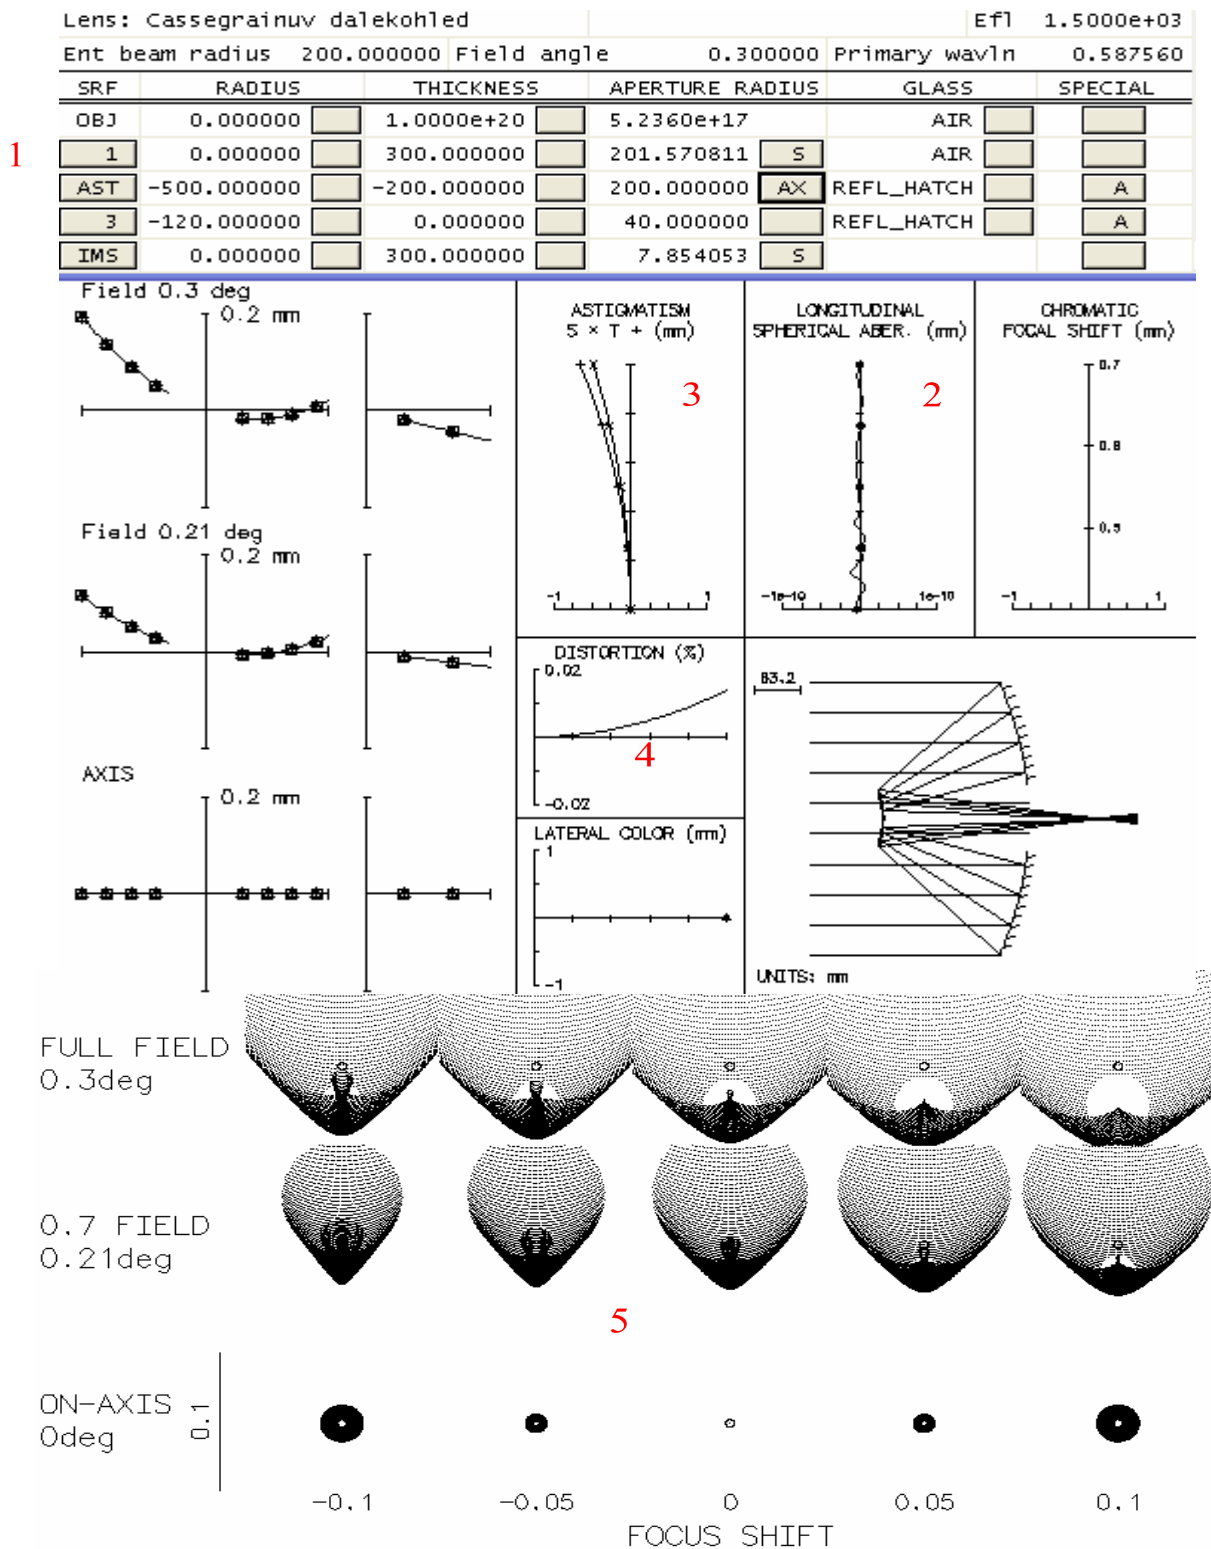 Lens: Cassegrainuv dalekohled Efl 1.5000e+03
Ent beam radius 200.000000 Field angle 0.300000 Primary wavln 0.587560
SRF RADIUS THICKNESS APERTURE RADIUS GLASS SPECIAL
OBJ 0.000000 1.0000e+20 5.2360e+17 AIR
1
1 0.000000 300.000000 201.570811 S AIR
AST -500.000000 -200.000000 200.000000 AX REFL_HATCH A
3 -120.000000 0.000000 40.000000 REFL_HATCH A
IMS 0.000000 300.000000 7.854053 S
Field 0.3 deg
0.2 mm
Field 0.21 deg
0.2 mm
AXIS
0.2 mm
ASTIGMATISM
S × T + (mm)
3
-1 1
LONGITUDINAL
SPHERICAL ABER. (mm)
2
-1e-10 1e-10
CHROMATIC
FOCAL SHIFT (mm)
0.7
0.8
0.9
-1 1
DISTORTION (%)
0.02
4
-0.02
LATERAL COLOR (mm)
1
-1
83.2
UNITS: mm
FULL FIELD
0.3deg
0.7 FIELD
0.21deg
5
ON-AXIS
0deg
0.1
-0.1 -0.05 0 0.05 0.1
FOCUS SHIFT